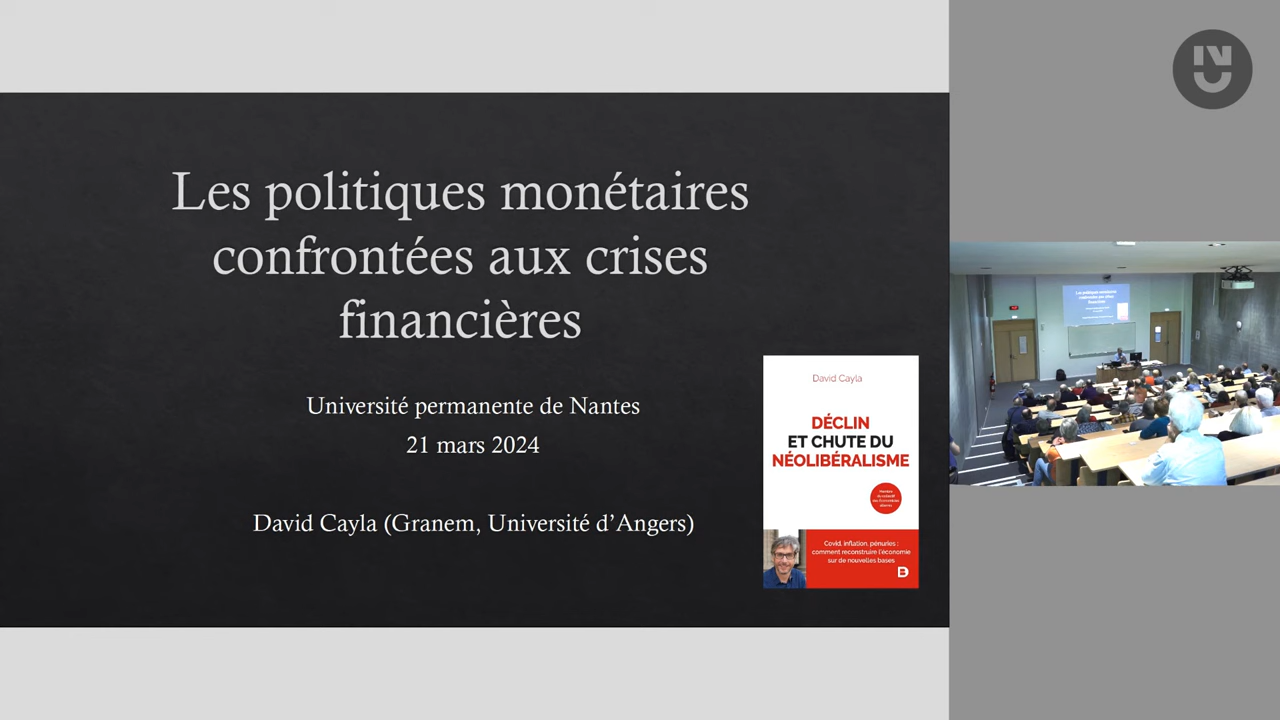 Les politiques monétaires
confrontées aux crises
financières
Université permanente de Nantes
21 mars 2024
David Cayla (Granem, Université d'Angers)
David Cayla
DÉCLIN
ET CHUTE DU
NÉOLIBÉRALISME
Covid, inflation, pénuries :
comment reconstruire l'économie
sur de nouvelles bases